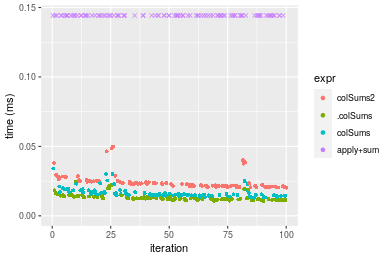 0.15
0.10
0.05
0.00
time (ms)
0
25
50
75
100
iteration
expr
colSums2
.colSums
colSums
apply+sum